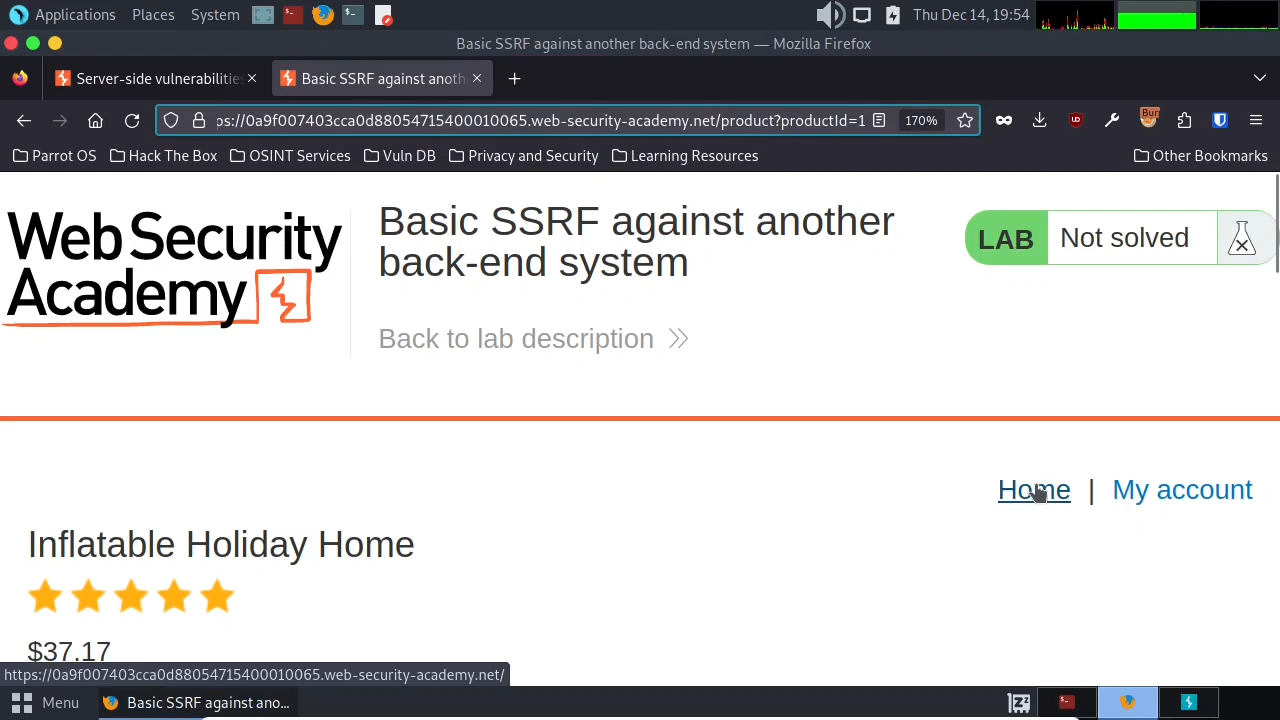 Applications Places System Thu Dec 14, 19:54
Basic SSRF against another back-end system — Mozilla Firefox
Server-side vulnerabilitie Basic SSRF against anoth
ps://0a9f007403cca0d88054715400010065.web-security-academy.net/product?productId=1 170%
Parrot OS Hack The Box OSINT Services Vuln DB Privacy and Security Learning Resources Other Bookmarks
Web Security
Academy
Basic SSRF against another
back-end system
LAB Not solved
Back to lab description
Home | My account
Inflatable Holiday Home
$37.17
https://0a9f007403cca0d88054715400010065.web-security-academy.net/
Menu Basic SSRF against ano...